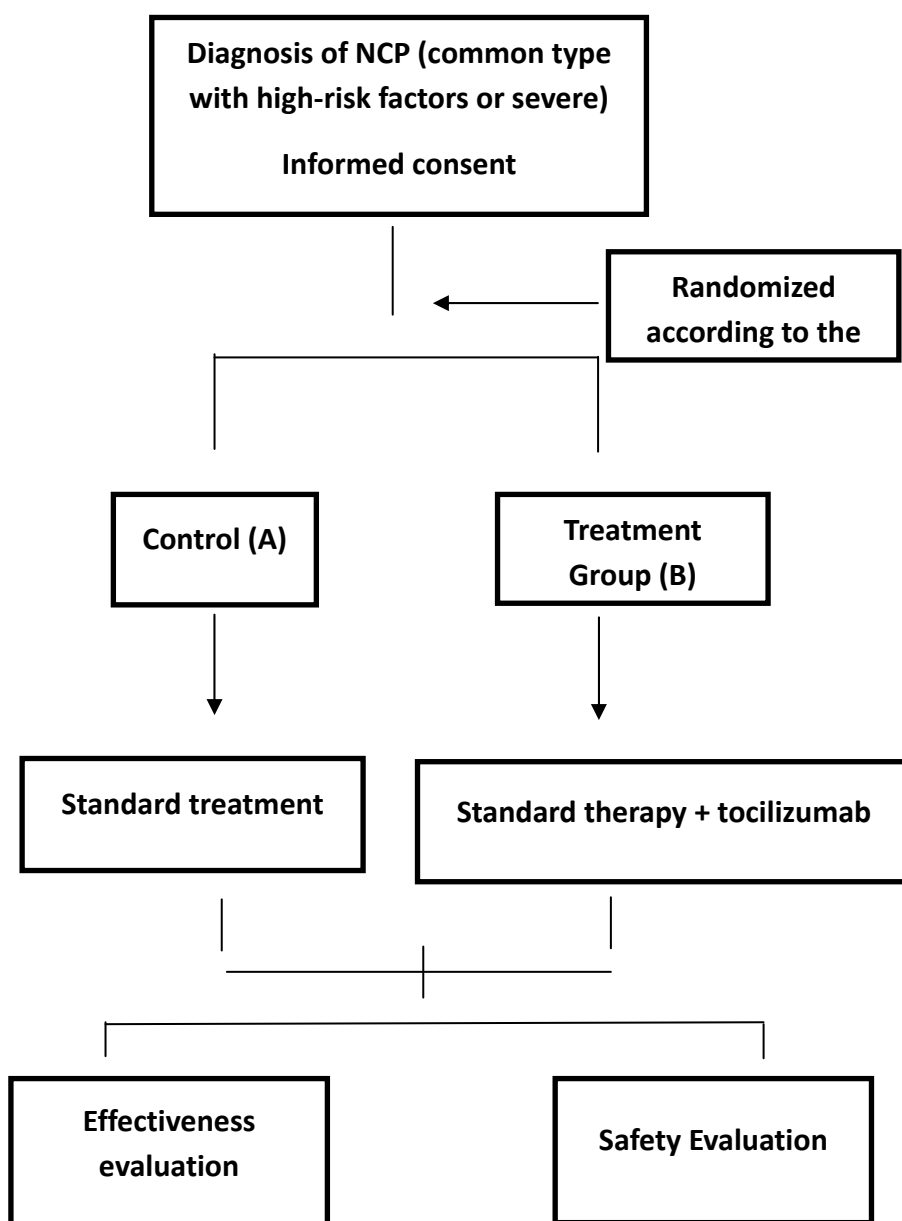 Diagnosis of NCP (common type
with high-risk factors or severe)
Informed consent
Randomized
according to the
Control (A)
Treatment
Group (B)
Standard treatment
Standard therapy + tocilizumab
Effectiveness
evaluation
Safety Evaluation